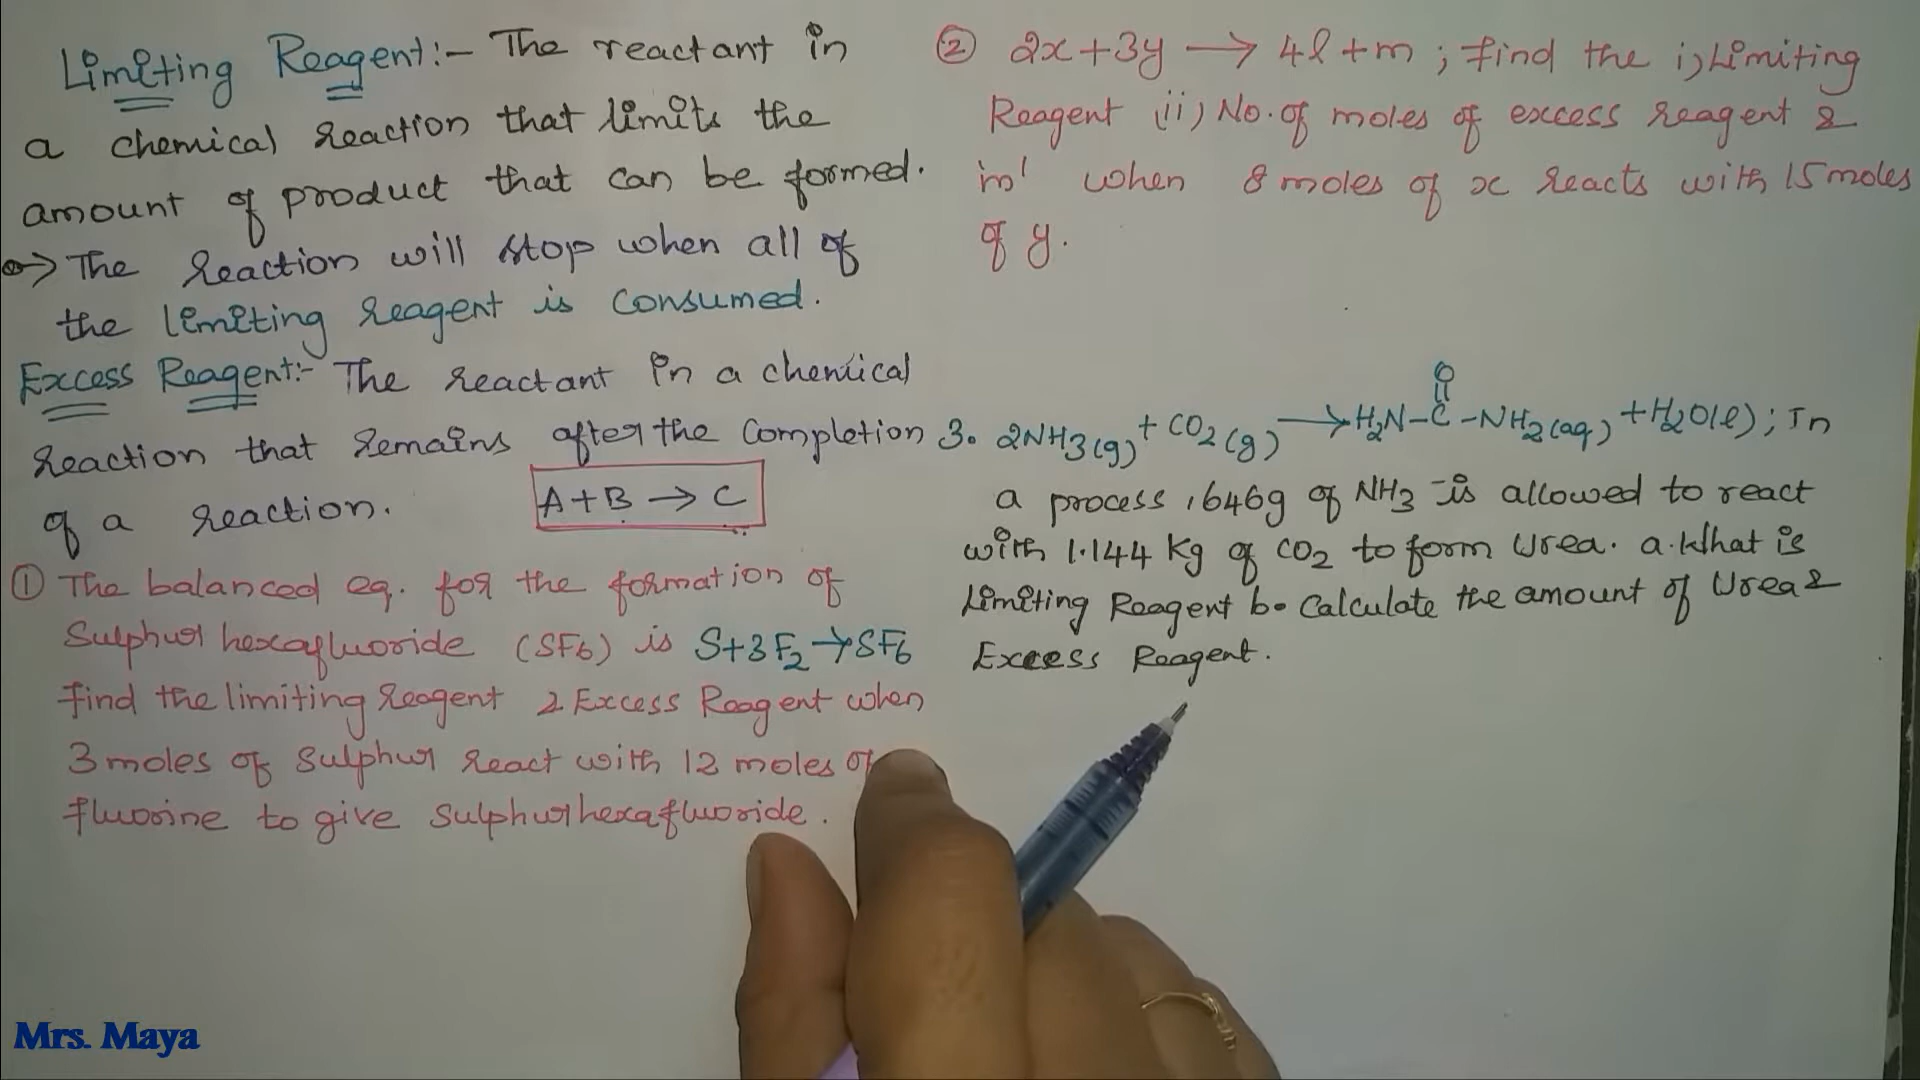 Limiting Reagent:- The reactant in
a chemical reaction that limits the
amount of product that can be formed.
→ The reaction will stop when all of
the limiting reagent is consumed.
Excess Reagent:- The reactant in a chemical
reaction that remains after the completion
of a reaction.
A+B → C
① The balanced eq. for the formation of
Sulphur hexafluoride (SF6) is S+3F2→SF6
find the limiting reagent & Excess Reagent when
3 moles of Sulphur react with 12 moles of
fluorine to give Sulphurhexafluoride.
② 2x+3y → 4l+m ; find the i) Limiting
Reagent (ii) No. of moles of excess reagent &
'm' when 8 moles of x reacts with 15 moles
of y.
O
3. 2NH3(g) + CO2(g) → H2N-C-NH2(aq) + H2O(l) ; In
a process, 646g of NH3 is allowed to react
with 1.144 Kg of CO2 to form Urea. a. What is
Limiting Reagent b. Calculate the amount of Urea &
Excess Reagent.
Mrs. Maya